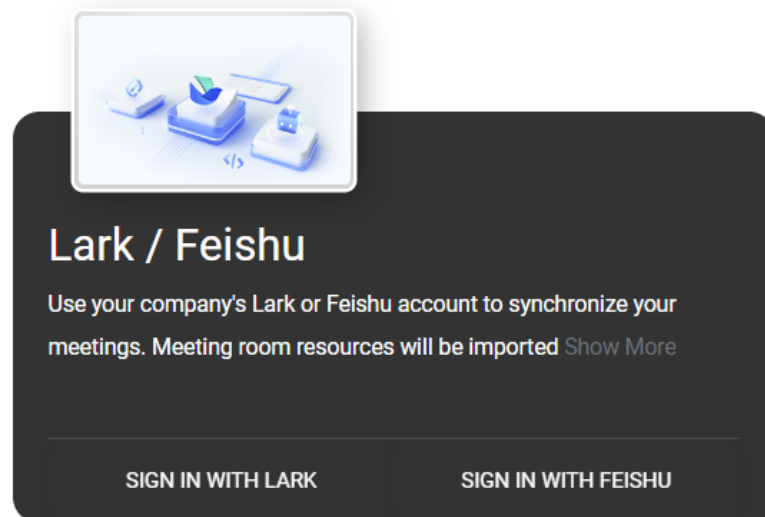 Lark / Feishu
Use your company's Lark or Feishu account to synchronize your
meetings. Meeting room resources will be imported Show More
SIGN IN WITH LARK SIGN IN WITH FEISHU